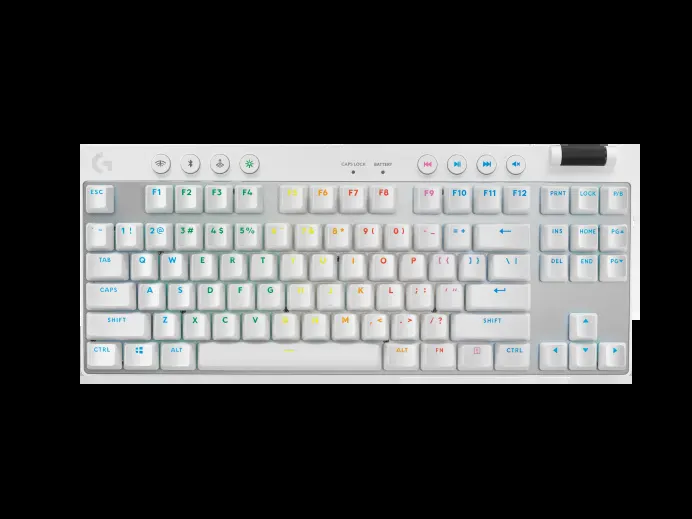 CAPS LOCK BATTERY
ESC F1 F2 F3 F4 F5 F6 F7 F8 F9 F10 F11 F12 PRNT LOCK P/B
1 ! 2 @ 3 # 4 $ 5 % 8 * 9 ( 0 ) - _ = + INS HOME PG▲
TAB Q W E R T Y U I O P [ { ] } \ | DEL END PG▼
CAPS A S D F G H J K L ; : ' "
SHIFT Z X C V B N M , < . > / ? SHIFT
CTRL ALT ALT FN CTRL